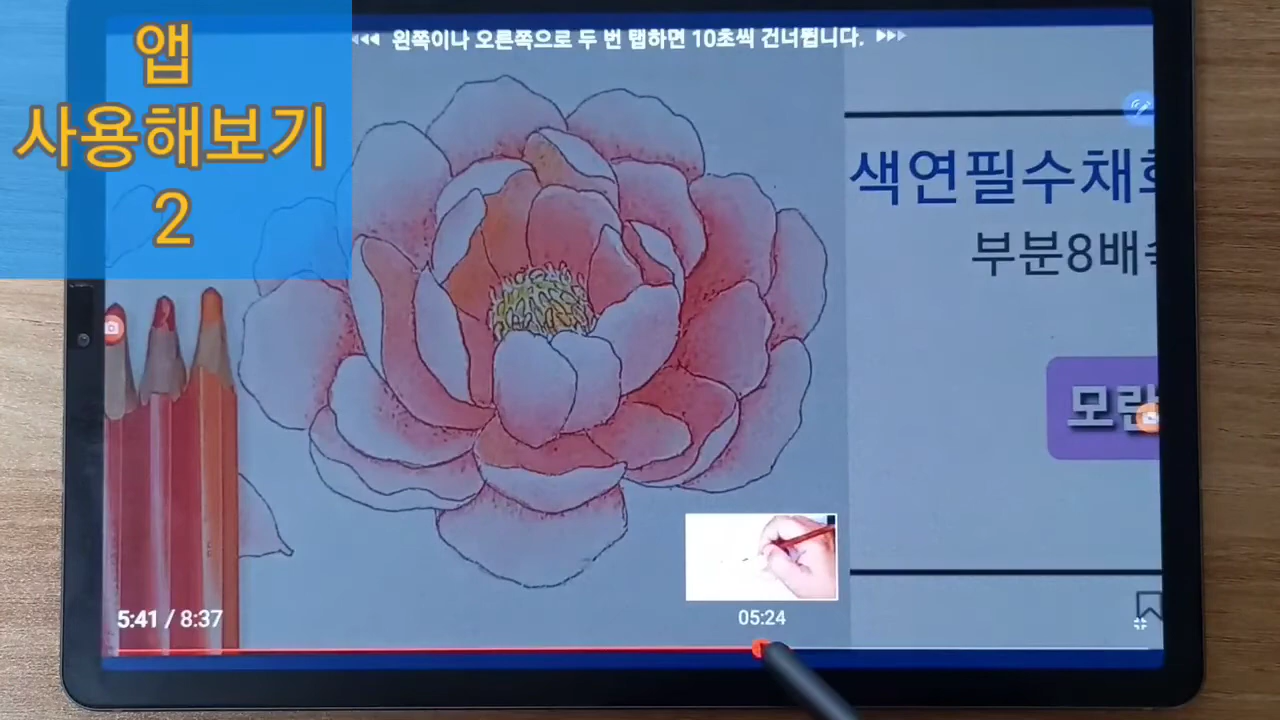 앱
사용해보기
2
왼쪽이나 오른쪽으로 두 번 탭하면 10초씩 건너뜁니다.
색연필수채
부분8배
모란
5:41 / 8:37
05:24